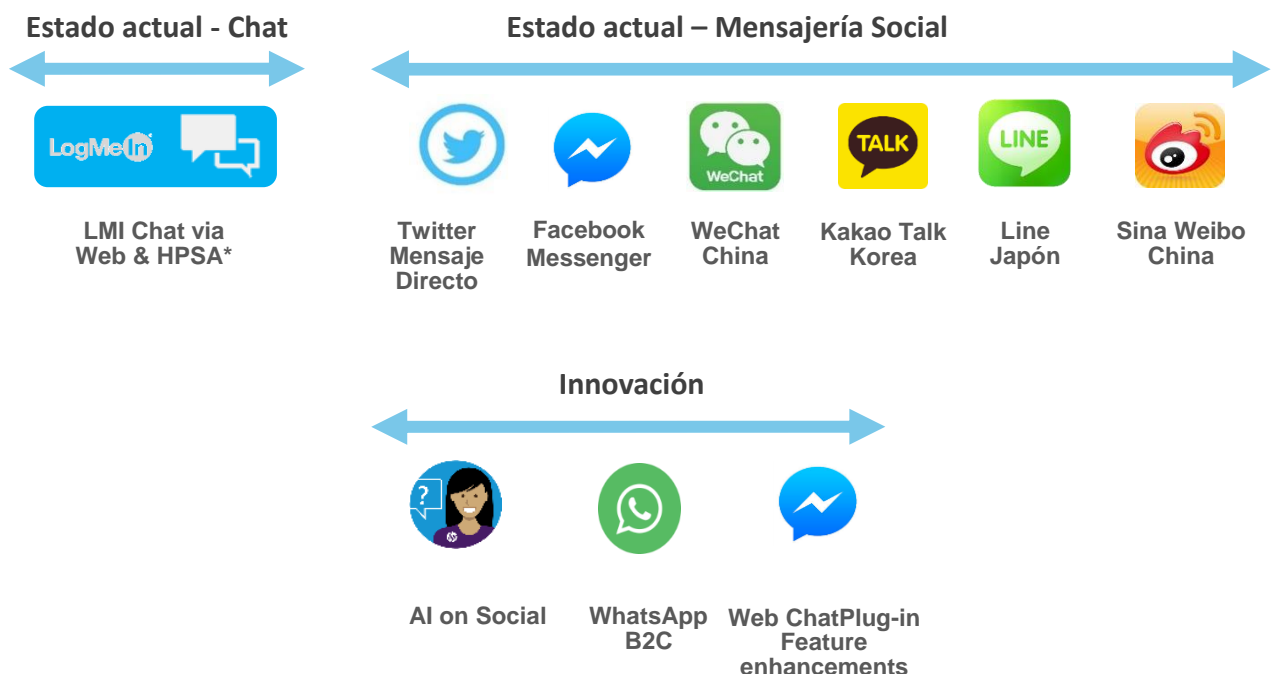 Estado actual - Chat
Estado actual – Mensajería Social
LogMeIn
WeChat
TALK
LINE
LMI Chat via
Web & HPSA*
Twitter
Mensaje
Directo
Facebook
Messenger
WeChat
China
Kakao Talk
Korea
Line
Japón
Sina Weibo
China
Innovación
?
AI on Social
WhatsApp
B2C
Web ChatPlug-in
Feature
enhancements